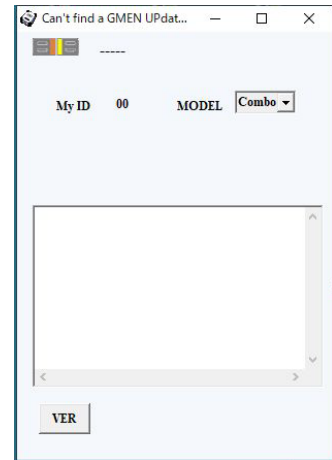 Can't find a GMEN UPdat...
-----
My ID 00 MODEL Combo
VER